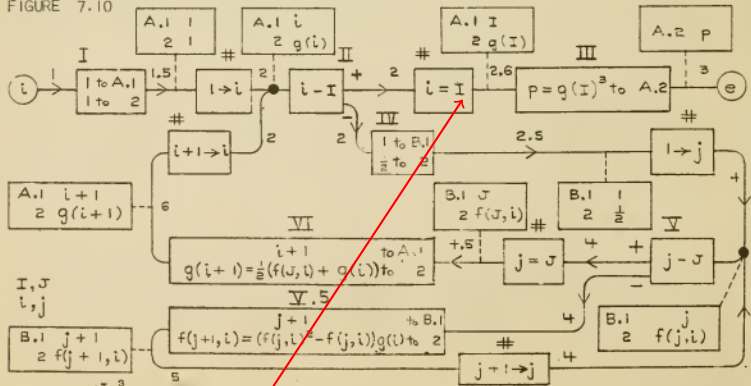 FIGURE 7.10
A.1 1
2 1
A.1 i
2 g(i)
A.1 I
2 g(I)
A.2 p
I
#
II
#
III
i
1
1 to A.1
1 to 2
1.5
1→i
2
i-I
+
2
i = I
2.6
p = g(I)³ to A.2
3
e
#
i+1→i
2
-
2
IV
1 to B.1
½ to 2
2.5
#
1→j
4
A.1 i+1
2 g(i+1)
6
VI
i+1 to A.1
g(i+1)=½(f(J,i) + g(i)) to 2
B.1 J
2 f(J,i)
4.5
#
j = J
4
B.1 1
2 ½
V
+
-
j-J
I, J
i, j
B.1 j+1
2 f(j+1,i)
5
V.5
j+1 to B.1
f(j+1,i)=(f(j,i)²-f(j,i))g(i) to 2
4
B.1 j
2 f(j,i)
#
j+1→j
4